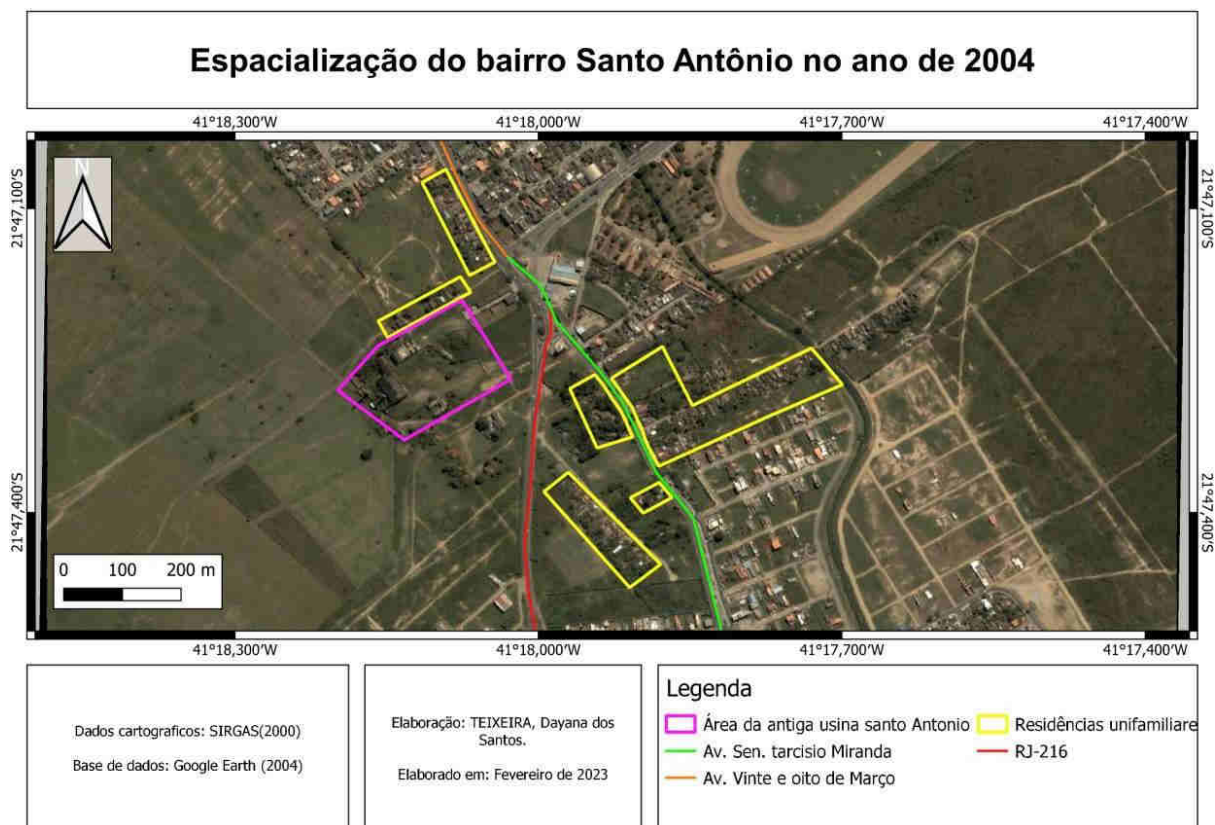 Espacialização do bairro Santo Antônio no ano de 2004
41°18,300'W 41°18,000'W 41°17,700'W 41°17,400'W
N
21°47,100'S 21°47,100'S
21°47,400'S 21°47,400'S
0 100 200 m
41°18,300'W 41°18,000'W 41°17,700'W 41°17,400'W
Dados cartograficos: SIRGAS(2000)
Base de dados: Google Earth (2004)
Elaboração: TEIXEIRA, Dayana dos
Santos.
Elaborado em: Fevereiro de 2023
Legenda
Área da antiga usina santo Antonio Residências unifamiliare
Av. Sen. tarcisio Miranda RJ-216
Av. Vinte e oito de Março